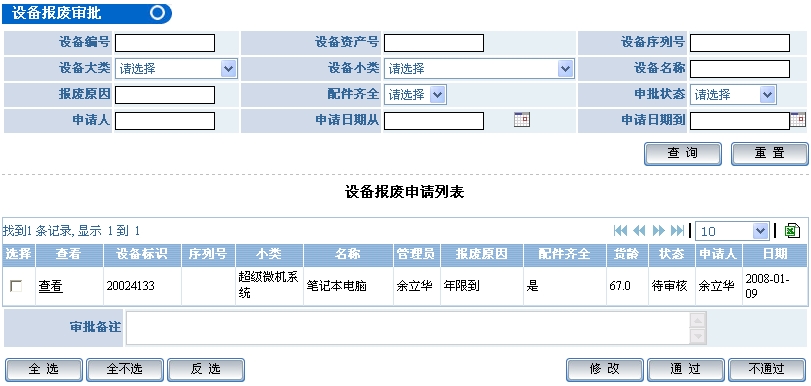 设备报废审批
设备编号 设备资产号 设备序列号
设备大类 请选择 设备小类 请选择 设备名称
报废原因 配件齐全 请选择 审批状态 请选择
申请人 申请日期从 申请日期到
查 询 重 置
设备报废申请列表
找到1 条记录, 显示 1 到 1 10
选择 查看 设备标识 序列号 小类 名称 管理员 报废原因 配件齐全 货龄 状态 申请人 日期
查看 20024133 超级微机系统 笔记本电脑 余立华 年限到 是 67.0 待审核 余立华 2008-01-09
审批备注
全 选 全不选 反 选 修 改 通 过 不通过